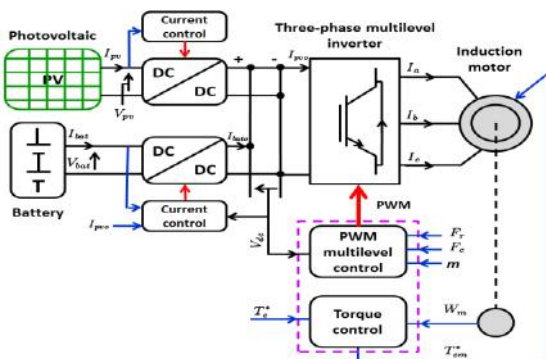 Photovoltaic
PV
I_pv
V_pv
Current
control
DC
DC
+ -
I_pvo
Three-phase multilevel
inverter
I_a
I_b
I_c
Induction
motor
I_bat
V_bat
Battery
DC
DC
I_bato
Current
control
I_pvo
V_dc
PWM
PWM
multilevel
control
F_r
F_c
m
T_e^*
Torque
control
W_m
T_em^*